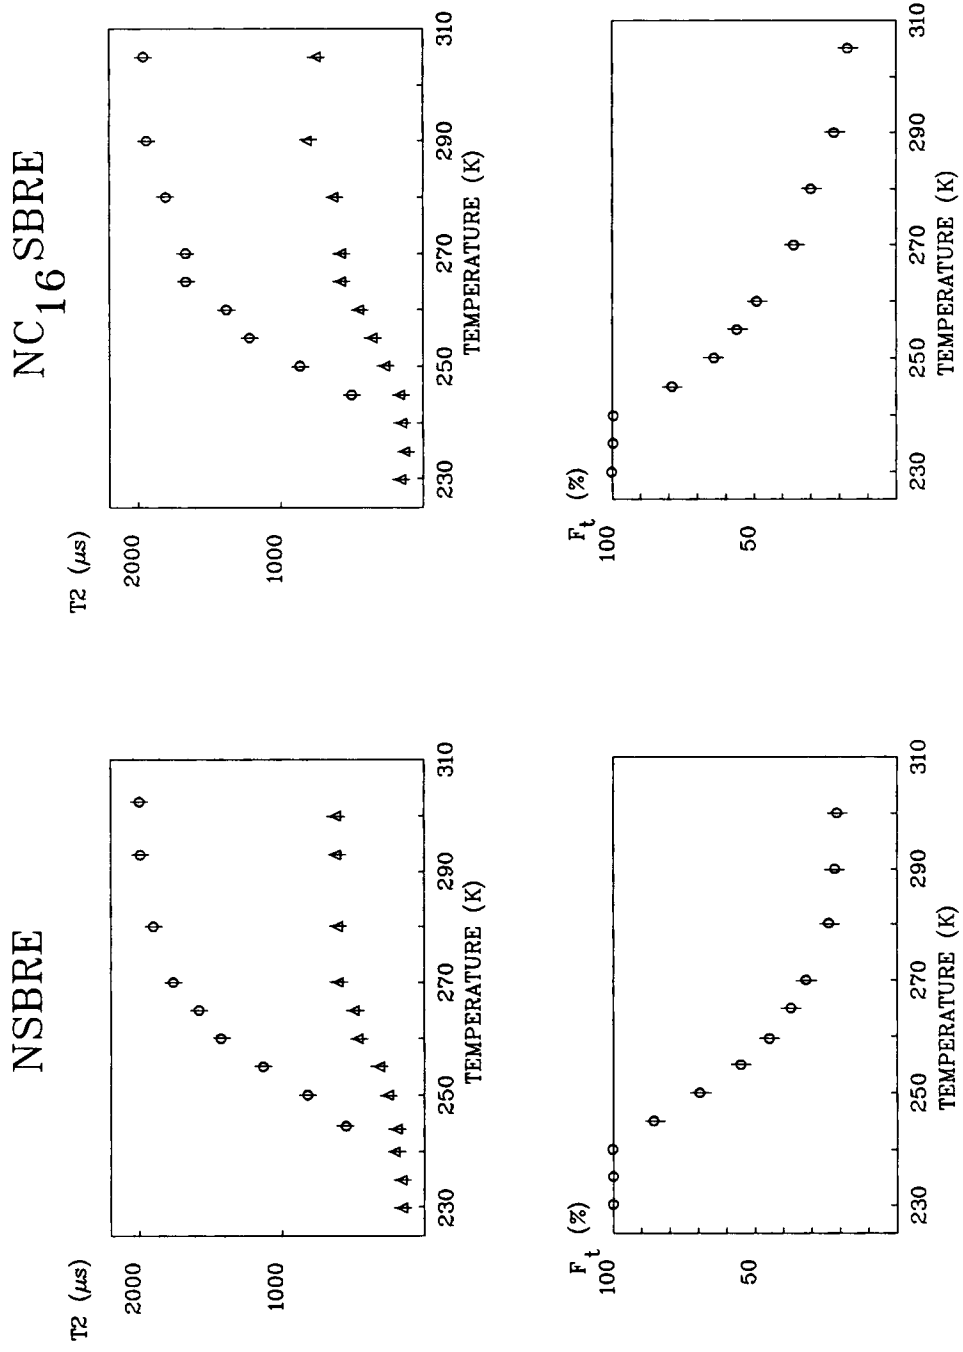 NSBRE
T2 (μs)
2000
1000
230 250 270 290 310
TEMPERATURE (K)
Ft (%)
100
50
230 250 270 290 310
TEMPERATURE (K)
NC16SBRE
T2 (μs)
2000
1000
230 250 270 290 310
TEMPERATURE (K)
Ft (%)
100
50
230 250 270 290 310
TEMPERATURE (K)